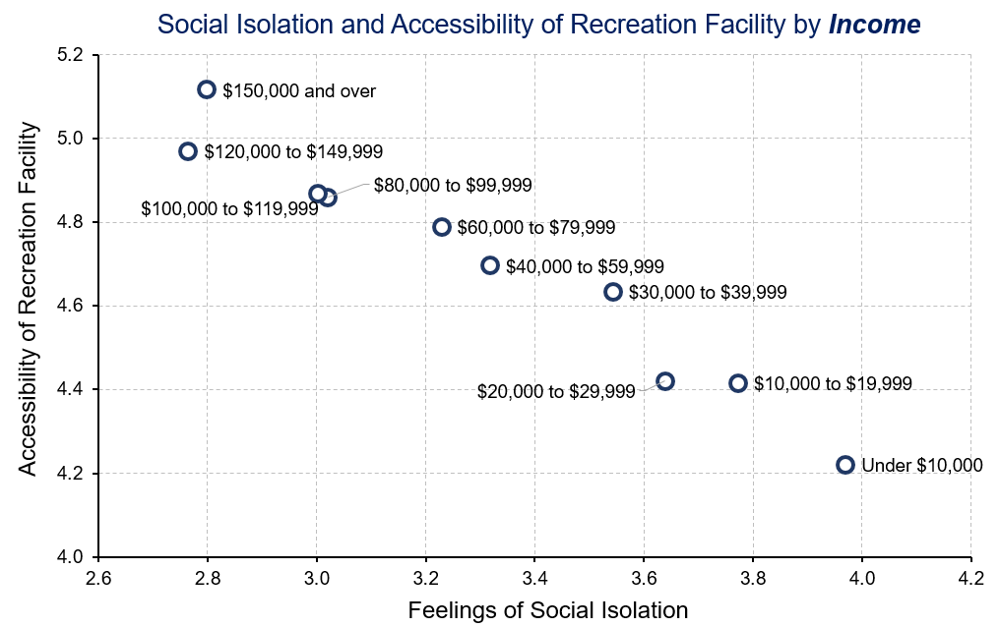 Social Isolation and Accessibility of Recreation Facility by Income
Accessibility of Recreation Facility
5.2
5.0
4.8
4.6
4.4
4.2
4.0
$150,000 and over
$120,000 to $149,999
$80,000 to $99,999
$100,000 to $119,999
$60,000 to $79,999
$40,000 to $59,999
$30,000 to $39,999
$20,000 to $29,999
$10,000 to $19,999
Under $10,000
2.6 2.8 3.0 3.2 3.4 3.6 3.8 4.0 4.2
Feelings of Social Isolation